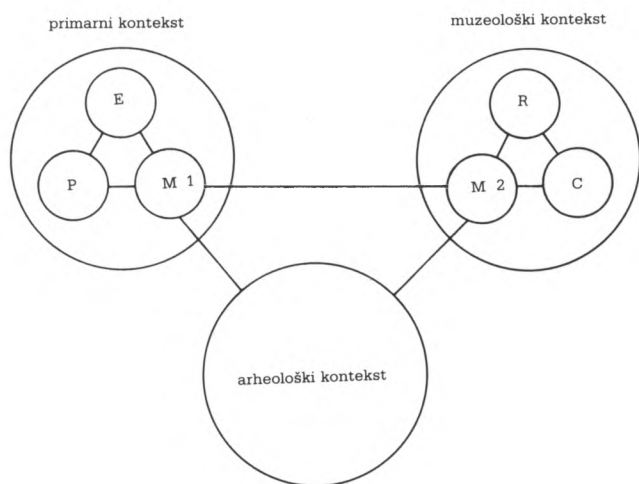 primarni kontekst
muzeološki kontekst
E
R
P
M 1
M 2
C
arheološki kontekst